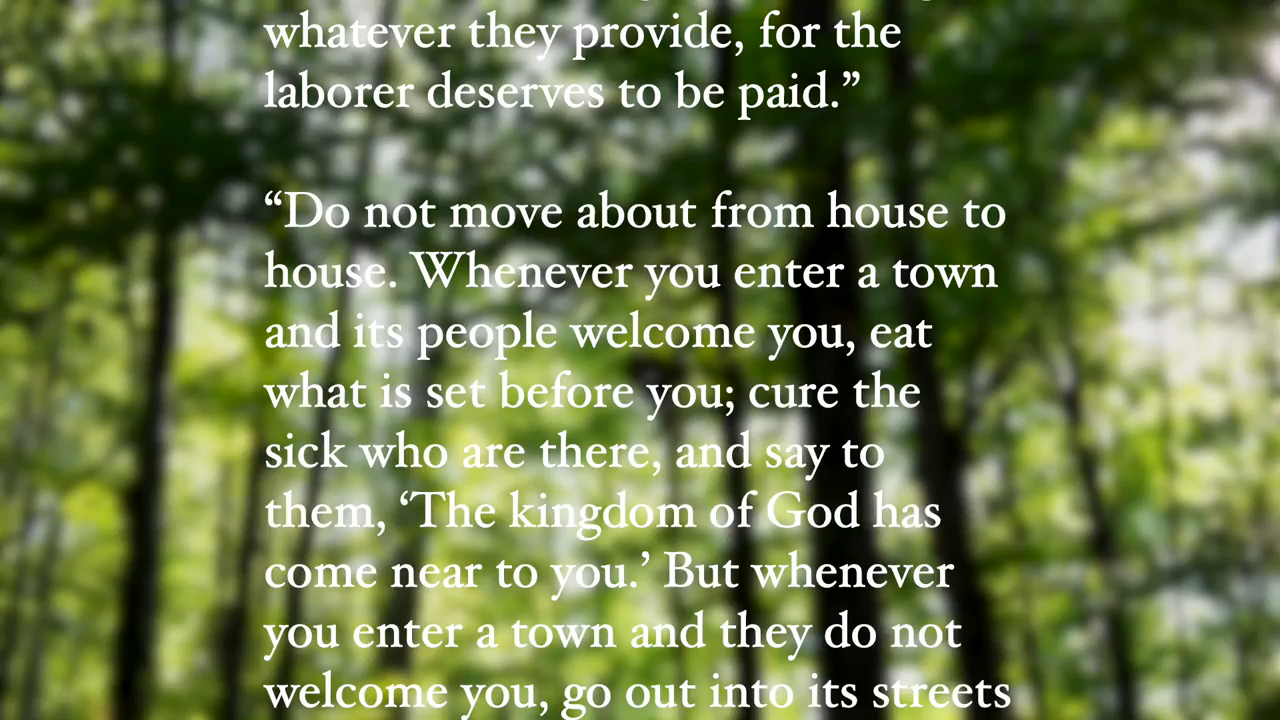 whatever they provide, for the
laborer deserves to be paid.”
“Do not move about from house to
house. Whenever you enter a town
and its people welcome you, eat
what is set before you; cure the
sick who are there, and say to
them, ‘The kingdom of God has
come near to you.’ But whenever
you enter a town and they do not
welcome you, go out into its streets